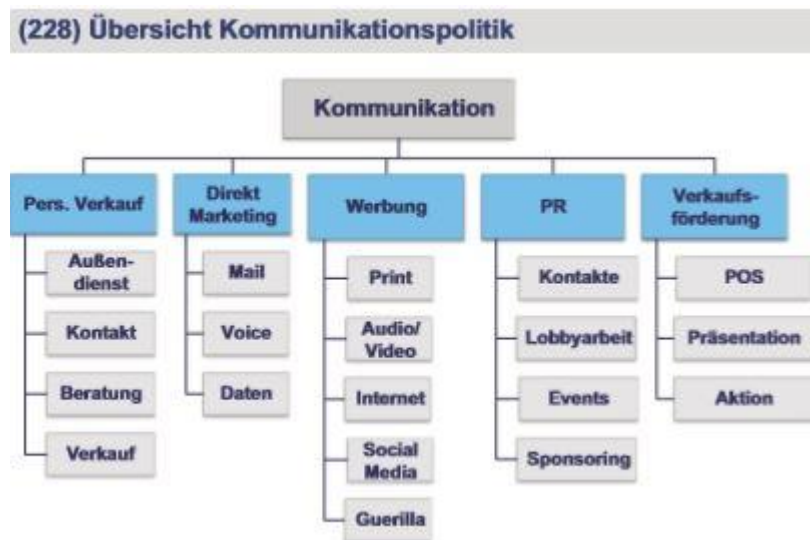 (228) Übersicht Kommunikationspolitik
Kommunikation
Pers. Verkauf
Außen-
dienst
Kontakt
Beratung
Verkauf
Direkt
Marketing
Mail
Voice
Daten
Werbung
Print
Audio/
Video
Internet
Social
Media
Guerilla
PR
Kontakte
Lobbyarbeit
Events
Sponsoring
Verkaufs-
förderung
POS
Präsentation
Aktion